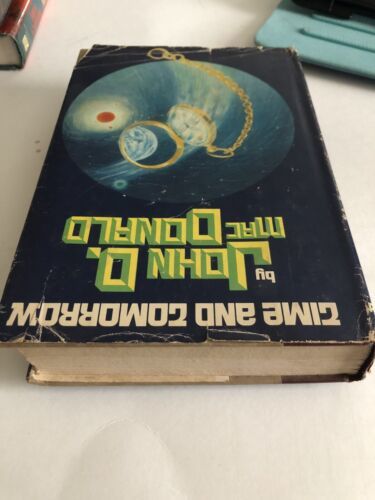 TIME AND TOMORROW
by JOHN D.
MAC DONALD